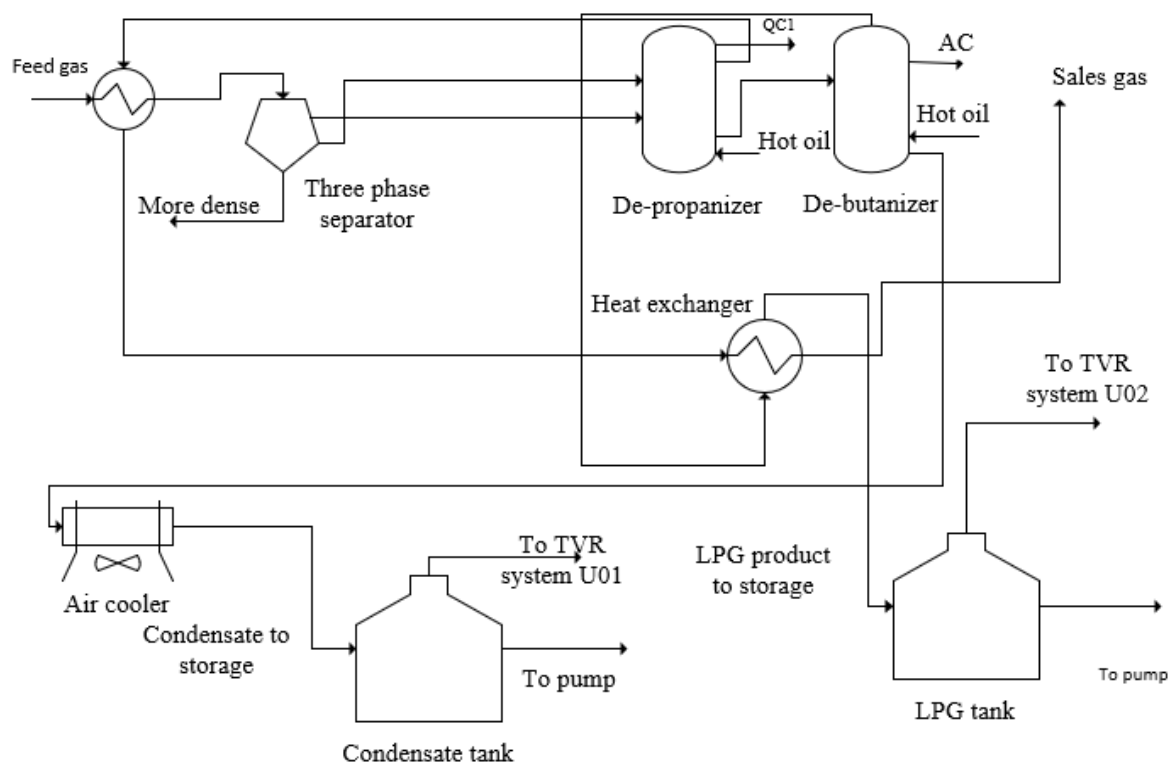 QC1
AC
Feed gas
Sales gas
Hot oil
Hot oil
More dense
Three phase
separator
De-propanizer
De-butanizer
Heat exchanger
To TVR
system U02
To TVR
system U01
LPG product
to storage
Air cooler
Condensate to
storage
To pump
To pump
LPG tank
Condensate tank